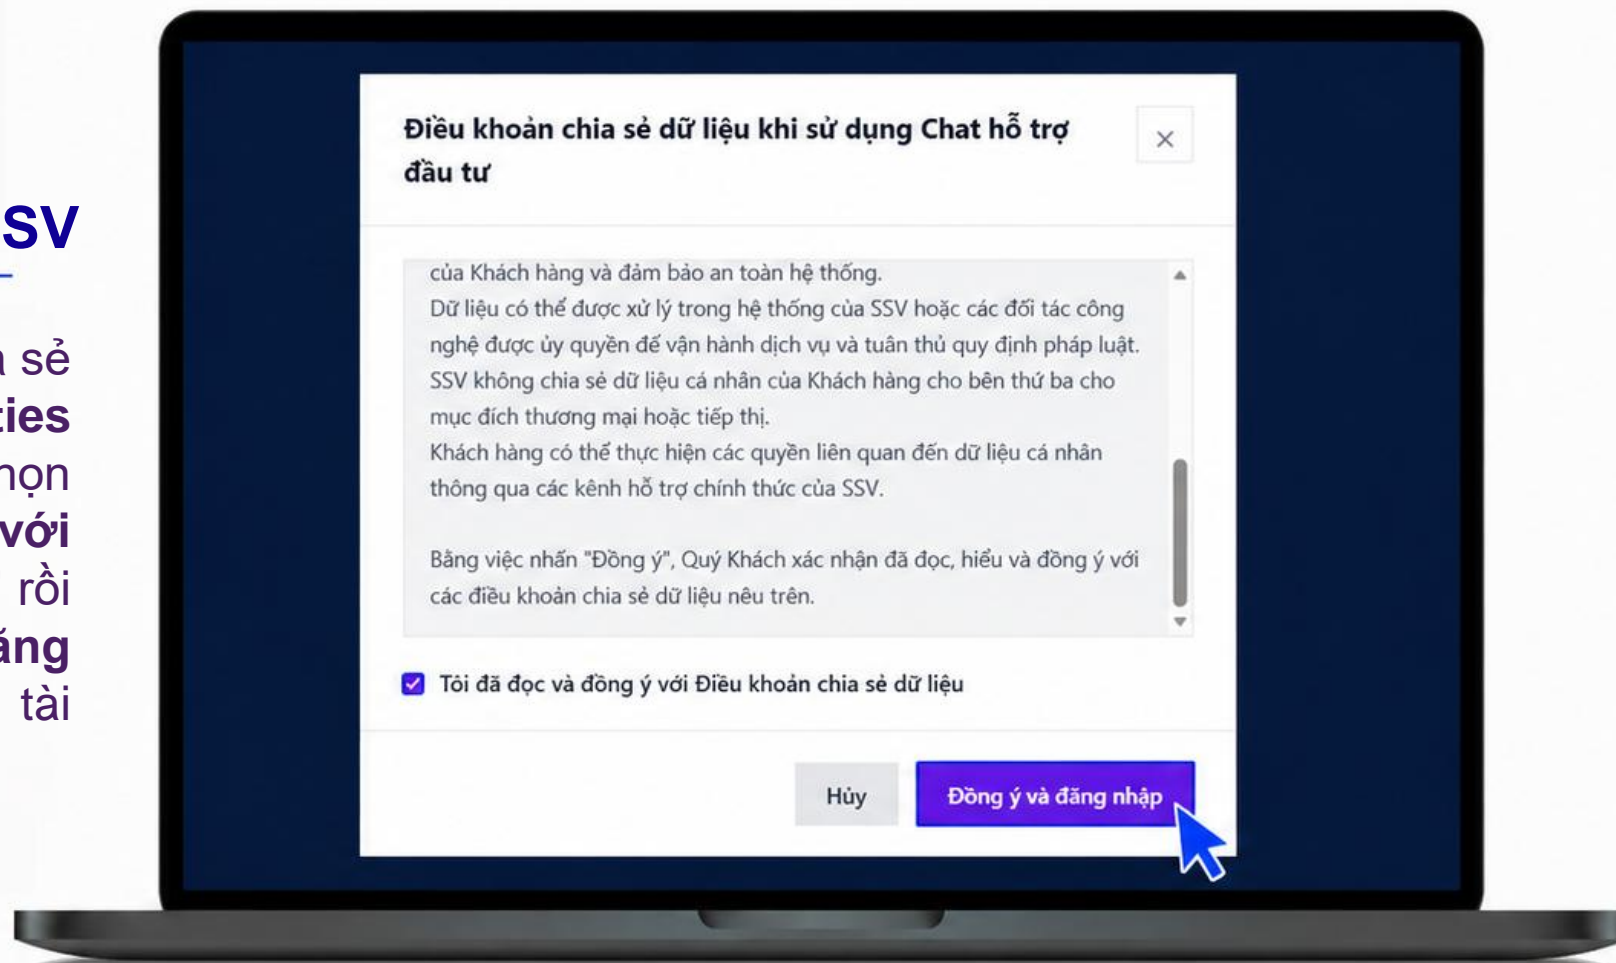 SV
sẻ
ties
họn
với
rồi
ăng
tài
Điều khoản chia sẻ dữ liệu khi sử dụng Chat hỗ trợ
đầu tư
của Khách hàng và đảm bảo an toàn hệ thống.
Dữ liệu có thể được xử lý trong hệ thống của SSV hoặc các đối tác công
nghệ được ủy quyền để vận hành dịch vụ và tuân thủ quy định pháp luật.
SSV không chia sẻ dữ liệu cá nhân của Khách hàng cho bên thứ ba cho
mục đích thương mại hoặc tiếp thị.
Khách hàng có thể thực hiện các quyền liên quan đến dữ liệu cá nhân
thông qua các kênh hỗ trợ chính thức của SSV.
Bằng việc nhấn "Đồng ý", Quý Khách xác nhận đã đọc, hiểu và đồng ý với
các điều khoản chia sẻ dữ liệu nêu trên.
Tôi đã đọc và đồng ý với Điều khoản chia sẻ dữ liệu
Hủy
Đồng ý và đăng nhập